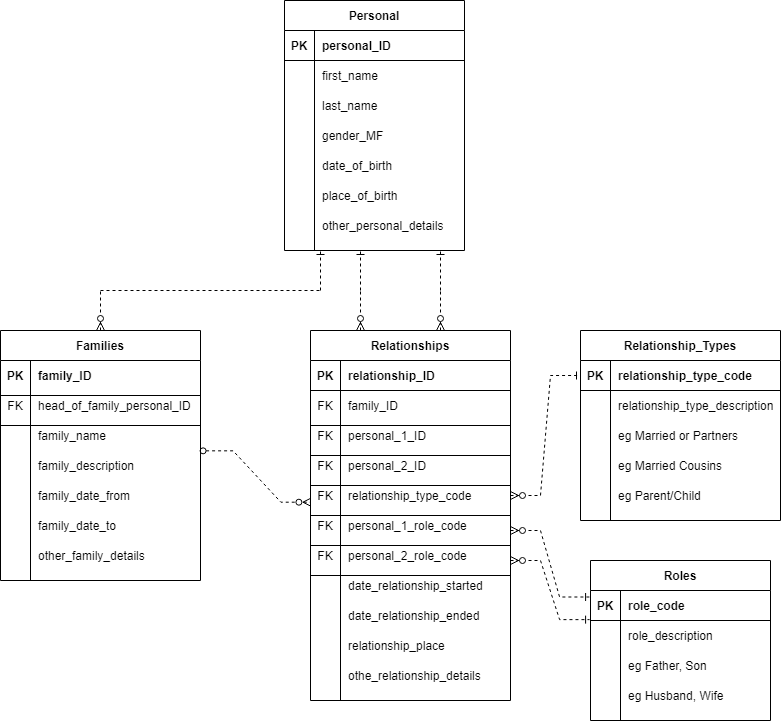 Personal
PK personal_ID
first_name
last_name
gender_MF
date_of_birth
place_of_birth
other_personal_details
Families
PK family_ID
FK head_of_family_personal_ID
family_name
family_description
family_date_from
family_date_to
other_family_details
Relationships
PK relationship_ID
FK family_ID
FK personal_1_ID
FK personal_2_ID
FK relationship_type_code
FK personal_1_role_code
FK personal_2_role_code
date_relationship_started
date_relationship_ended
relationship_place
othe_relationship_details
Relationship_Types
PK relationship_type_code
relationship_type_description
eg Married or Partners
eg Married Cousins
eg Parent/Child
Roles
PK role_code
role_description
eg Father, Son
eg Husband, Wife